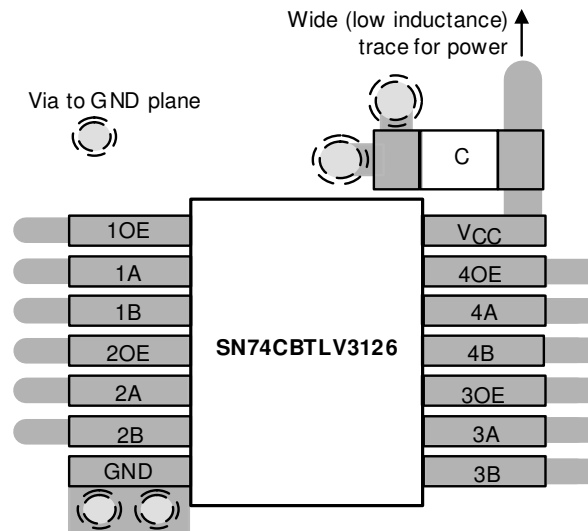 Wide (low inductance)
trace for power
Via to GND plane
C
1OE
1A
1B
2OE
2A
2B
GND
SN74CBTLV3126
VCC
4OE
4A
4B
3OE
3A
3B